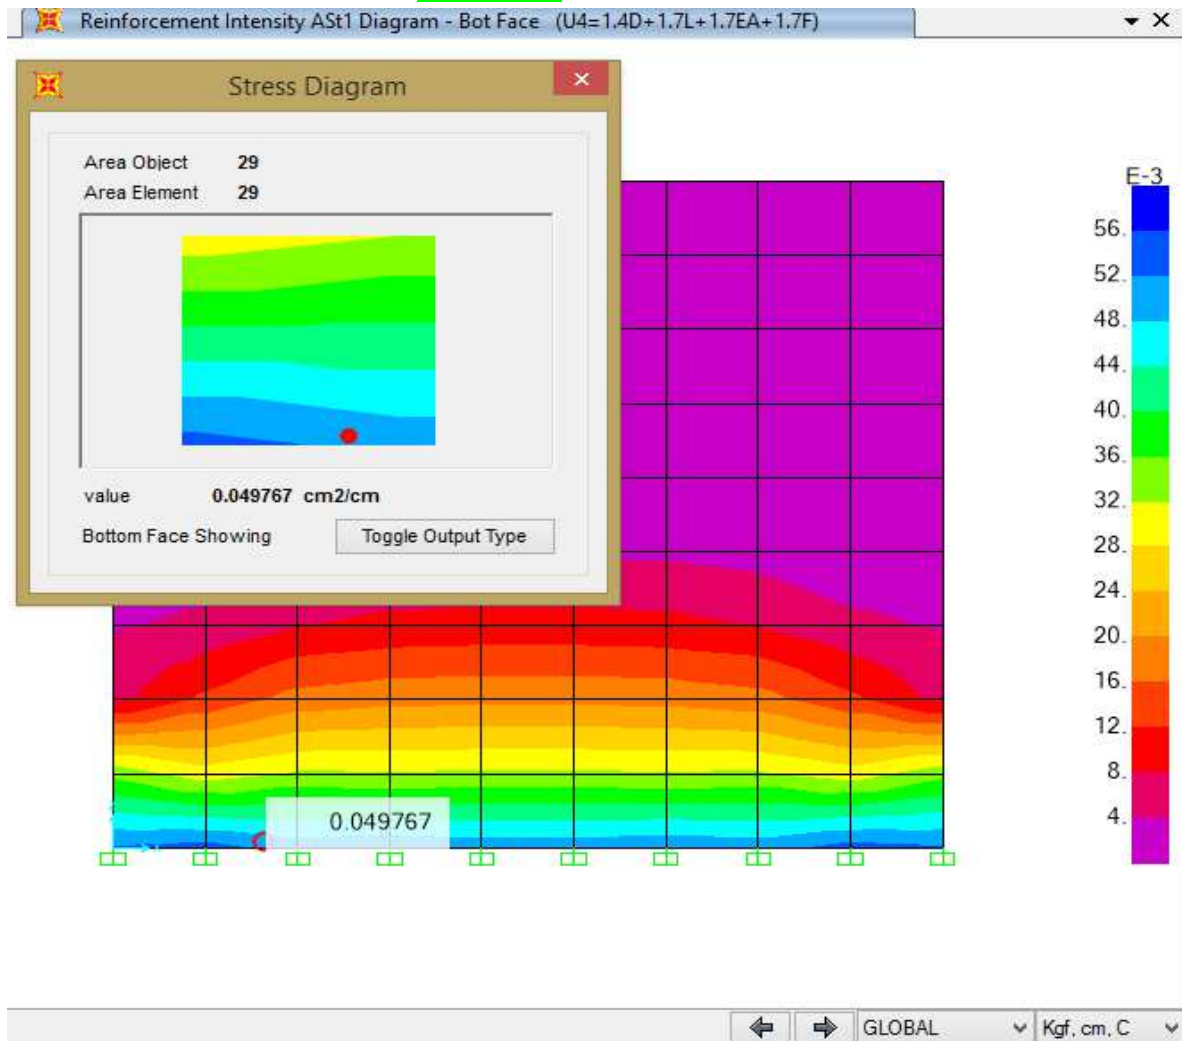 Reinforcement Intensity ASt1 Diagram - Bot Face (U4=1.4D+1.7L+1.7EA+1.7F)
Stress Diagram
Area Object 29
Area Element 29
value 0.049767 cm2/cm
Bottom Face Showing Toggle Output Type
E-3
56.
52.
48.
44.
40.
36.
32.
28.
24.
20.
16.
12.
8.
4.
0.049767
GLOBAL Kgf, cm, C